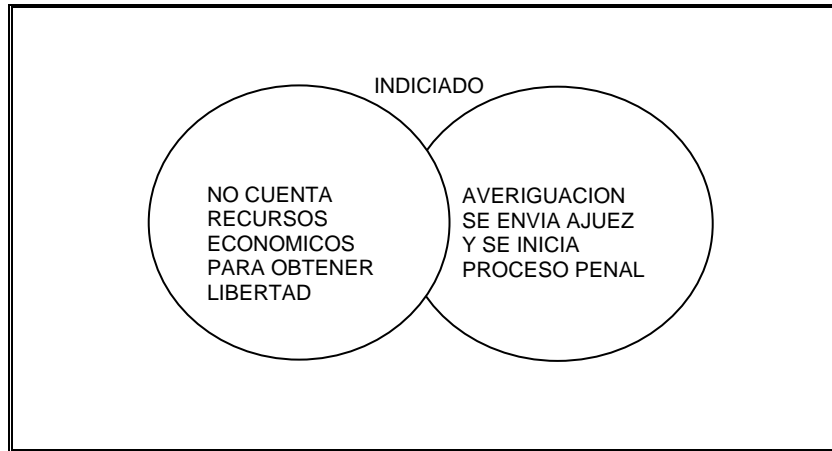 INDICIADO
NO CUENTA
RECURSOS
ECONOMICOS
PARA OBTENER
LIBERTAD
AVERIGUACION
SE ENVIA AJUEZ
Y SE INICIA
PROCESO PENAL